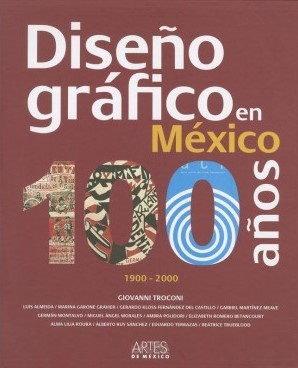 Diseño
gráfico en
México
100
años
1900 - 2000
GIOVANNI TROCONI
LUIS ALMEIDA / MARINA GARONE GRAVIER / GERARDO KLOSS FERNÁNDEZ DEL CASTILLO / GABRIEL MARTÍNEZ MEAVE
GERMÁN MONTALVO / MIGUEL ÁNGEL MORALES / AMBRA POLIDORI / ELIZABETH ROMERO BETANCOURT
ALMA LILIA ROURA / ALBERTO RUY SÁNCHEZ / EDUARDO TERRAZAS / BEATRICE TRUEBLOOD
ARTES
DE MÉXICO